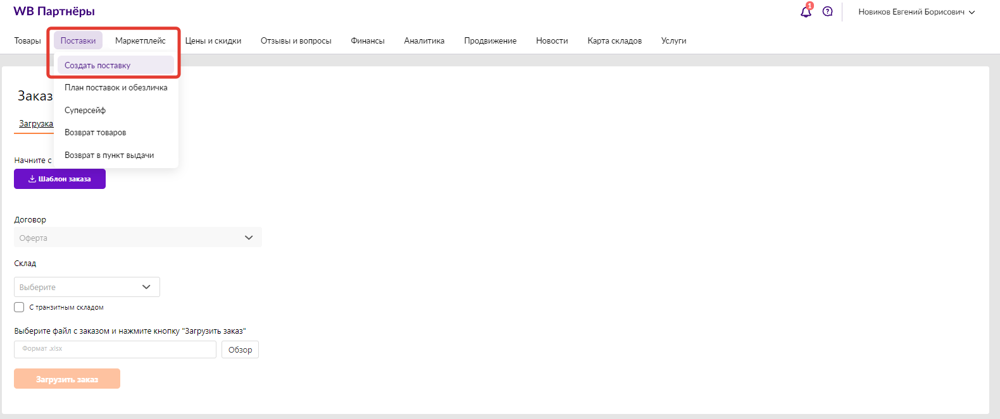 WB Партнёры
1
Новиков Евгений Борисович
Товары Поставки Маркетплейс Цены и скидки Отзывы и вопросы Финансы Аналитика Продвижение Новости Карта складов Услуги
Создать поставку
План поставок и обезличка
Суперсейф
Возврат товаров
Возврат в пункт выдачи
Заказ
Загрузка
Начните с
Шаблон заказа
Договор
Оферта
Склад
Выберите
С транзитным складом
Выберите файл с заказом и нажмите кнопку "Загрузить заказ"
Формат .xlsx
Обзор
Загрузить заказ